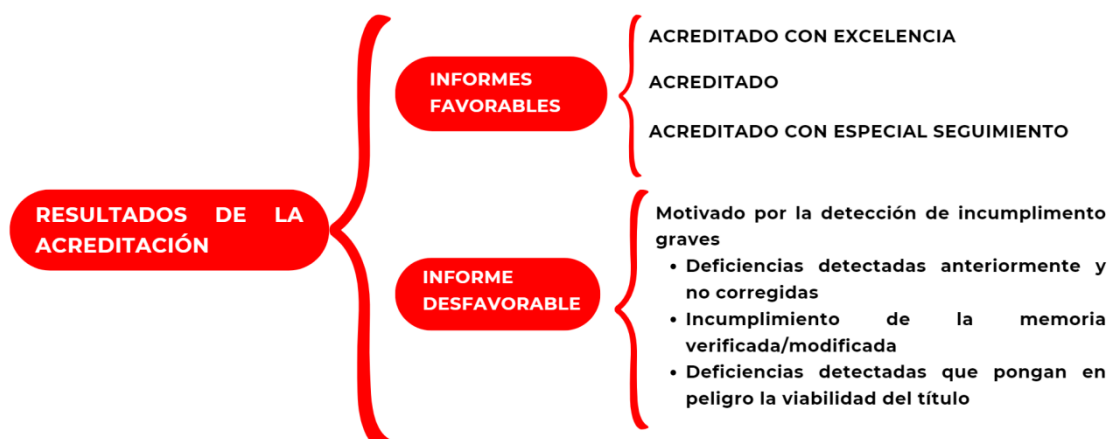 RESULTADOS DE LA
ACREDITACIÓN
INFORMES
FAVORABLES
ACREDITADO CON EXCELENCIA
ACREDITADO
ACREDITADO CON ESPECIAL SEGUIMIENTO
INFORME
DESFAVORABLE
Motivado por la detección de incumplimento
graves
• Deficiencias detectadas anteriormente y
no corregidas
• Incumplimiento de la memoria
verificada/modificada
• Deficiencias detectadas que pongan en
peligro la viabilidad del título